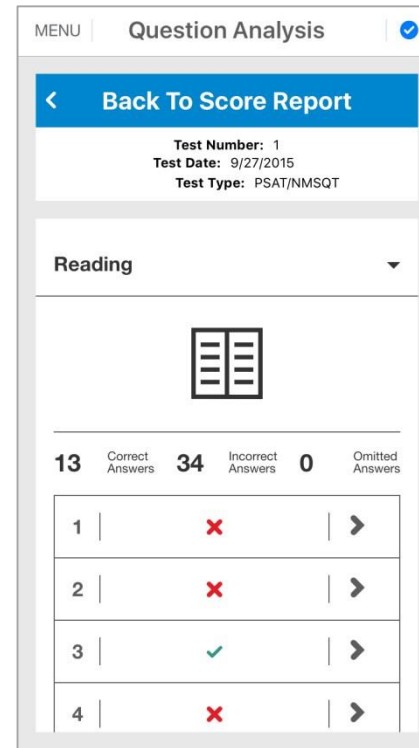 MENU Question Analysis
Back To Score Report
Test Number: 1
Test Date: 9/27/2015
Test Type: PSAT/NMSQT
Reading
13 Correct Answers 34 Incorrect Answers 0 Omitted Answers
1
2
3
4